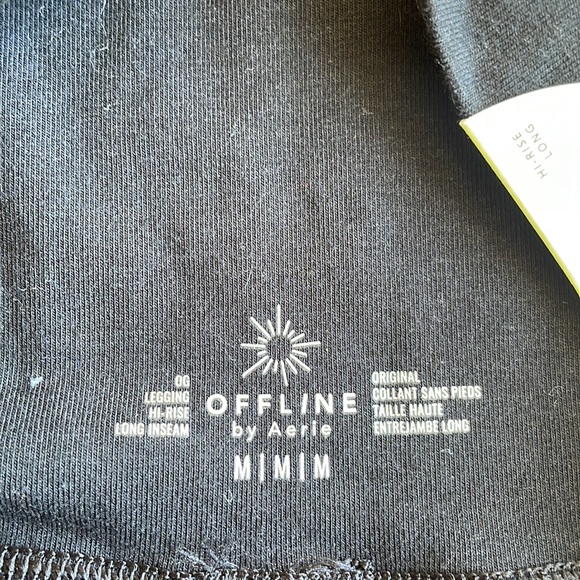 HI-RISE
LONG
OG
LEGGING
HI-RISE
LONG INSEAM
OFFLINE
by Aerie
M|M|M
ORIGINAL
COLLANT SANS PIEDS
TAILLE HAUTE
ENTREJAMBE LONG